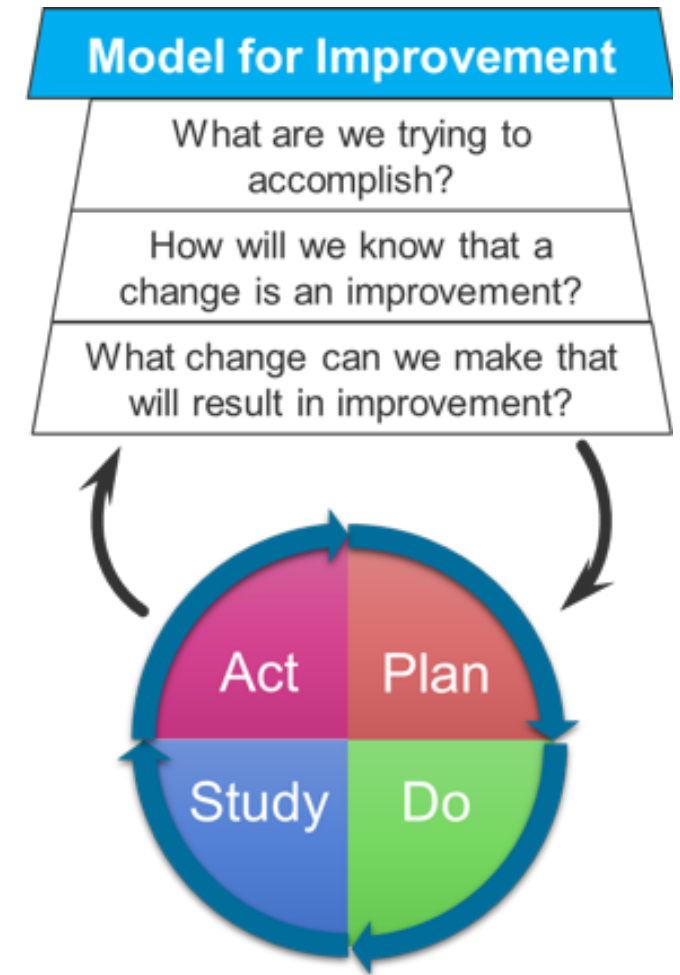 Model for Improvement
What are we trying to
accomplish?
How will we know that a
change is an improvement?
What change can we make that
will result in improvement?
Act
Plan
Study
Do